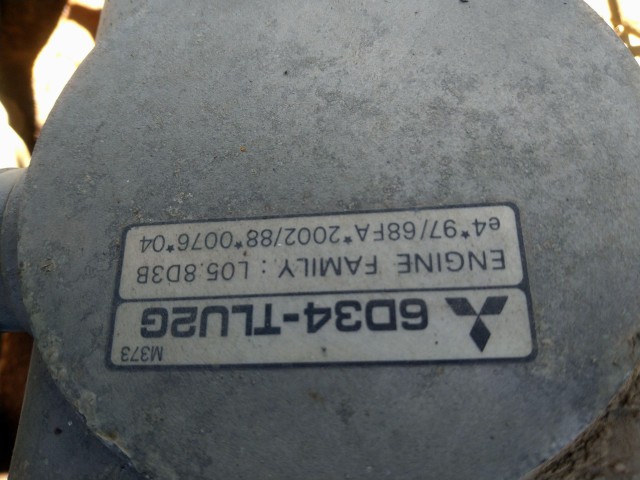 M373
6D34-TLU2G
ENGINE FAMILY : L05.8D3B
e4*97/68FA*2002/88*0076*04